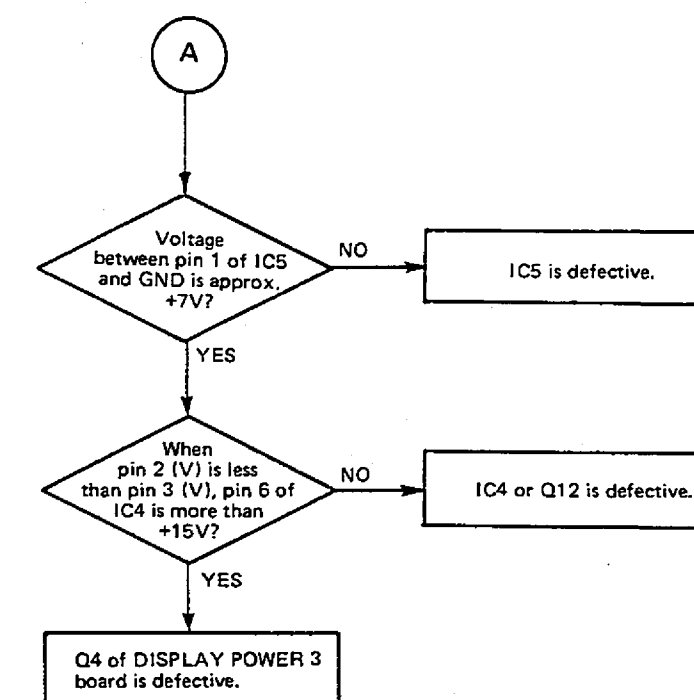 A
Voltage
between pin 1 of IC5
and GND is approx.
+7V?
NO
IC5 is defective.
YES
When
pin 2 (V) is less
than pin 3 (V), pin 6 of
IC4 is more than
+15V?
NO
IC4 or Q12 is defective.
YES
Q4 of DISPLAY POWER 3
board is defective.